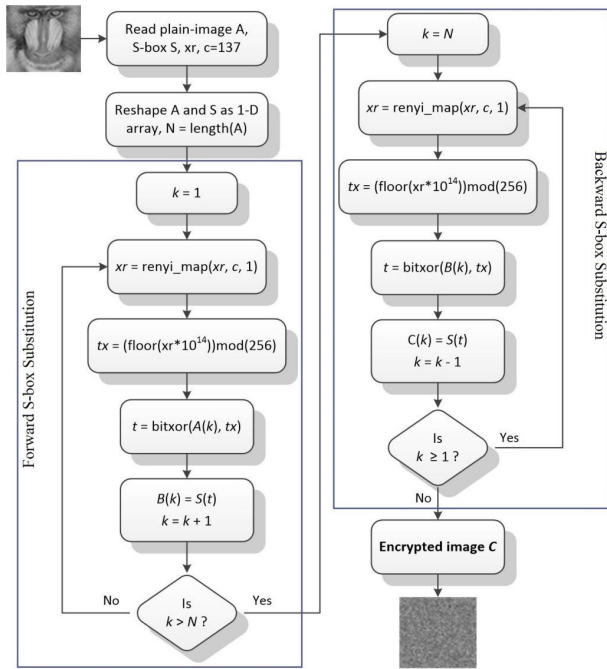 Read plain-image A,
S-box S, xr, c=137
Reshape A and S as 1-D
array, N = length(A)
Forward S-box Substitution
k = 1
xr = renyi_map(xr, c, 1)
tx = (floor(xr*10^14))mod(256)
t = bitxor(A(k), tx)
B(k) = S(t)
k = k + 1
Is
k > N ?
No
Yes
Backward S-box Substitution
k = N
xr = renyi_map(xr, c, 1)
tx = (floor(xr*10^14))mod(256)
t = bitxor(B(k), tx)
C(k) = S(t)
k = k - 1
Is
k ≥ 1 ?
Yes
No
Encrypted image C